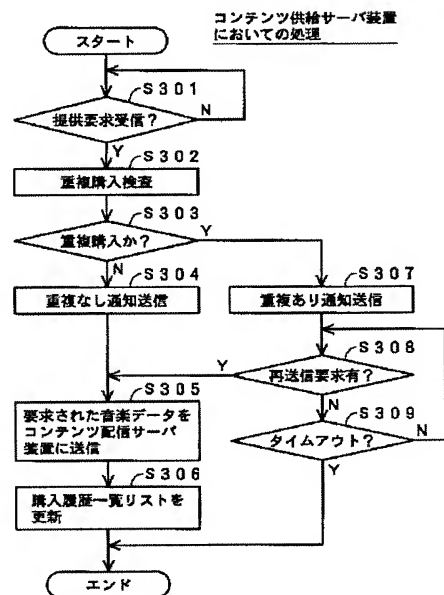 コンテンツ供給サーバ装置
においての処理
スタート
S301
提供要求受信？
N
Y
S302
重複購入検査
S303
重複購入か？
Y
N
S304
S307
重複なし通知送信
重複あり通知送信
S308
Y
再送信要求有？
S305
N
S309
要求された音楽データを
コンテンツ配信サーバ
装置に送信
タイムアウト？
N
S306
Y
購入履歴一覧リストを
更新
エンド